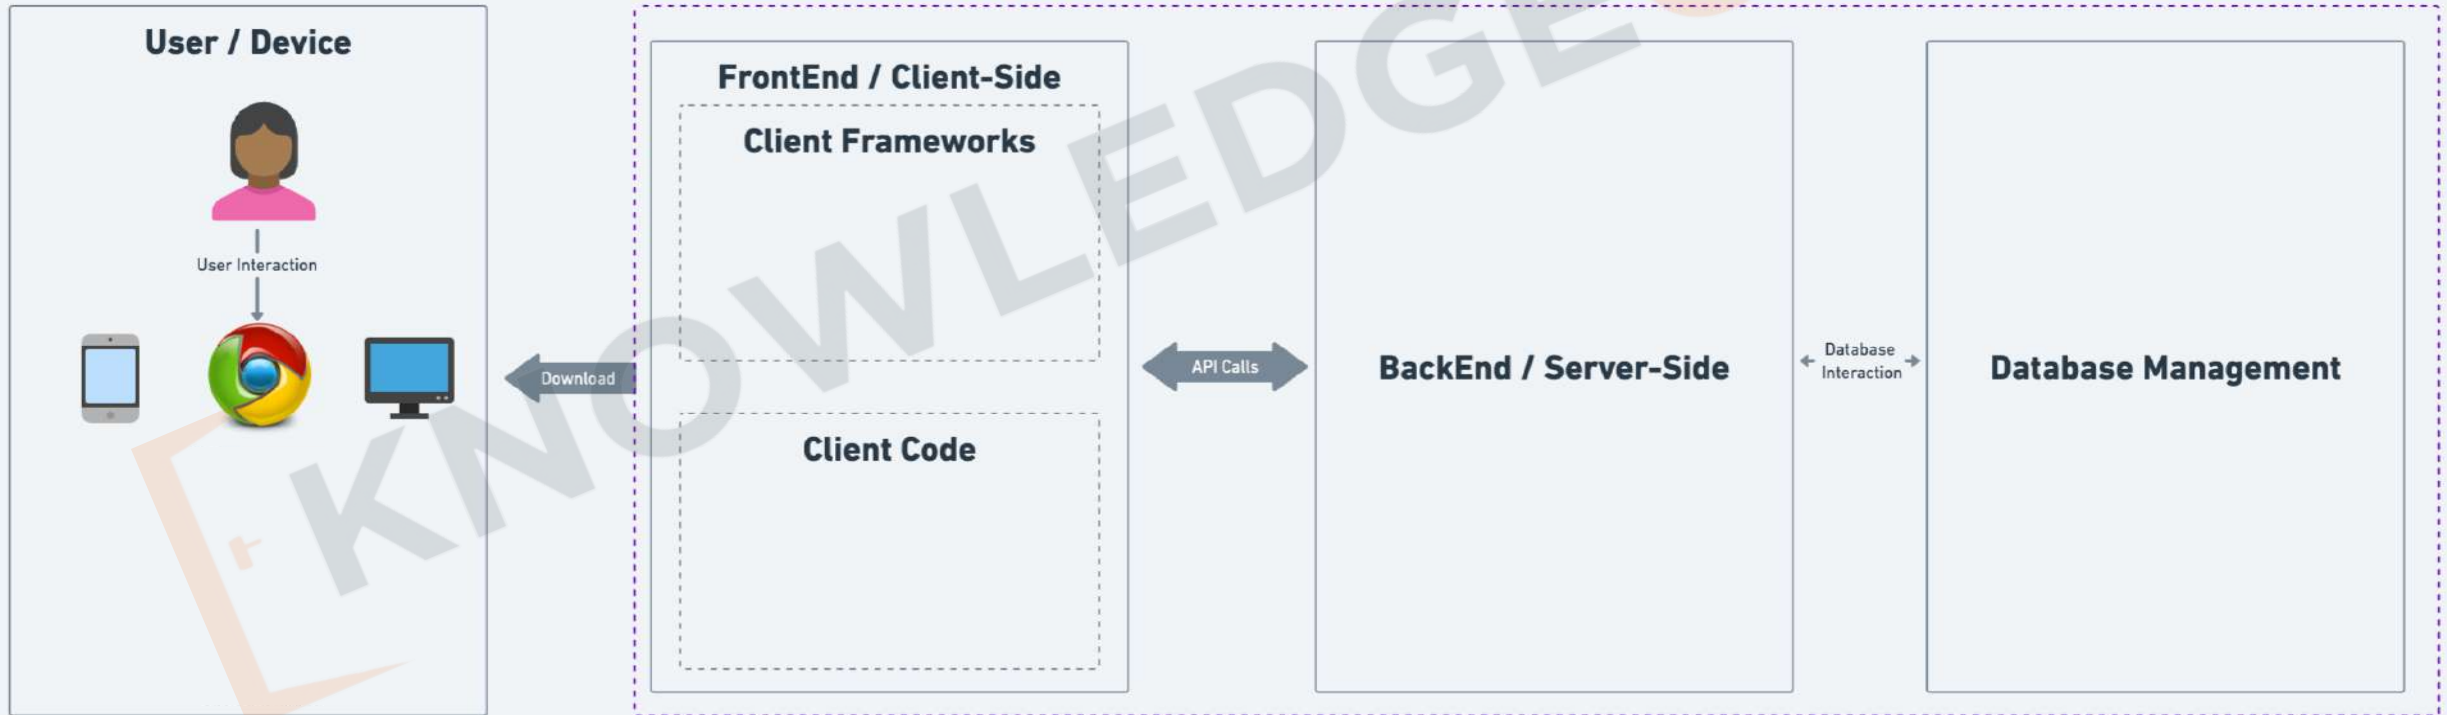 User / Device
User Interaction
Download
FrontEnd / Client-Side
Client Frameworks
Client Code
API Calls
BackEnd / Server-Side
Database
Interaction
Database Management
KNOWLEDGE